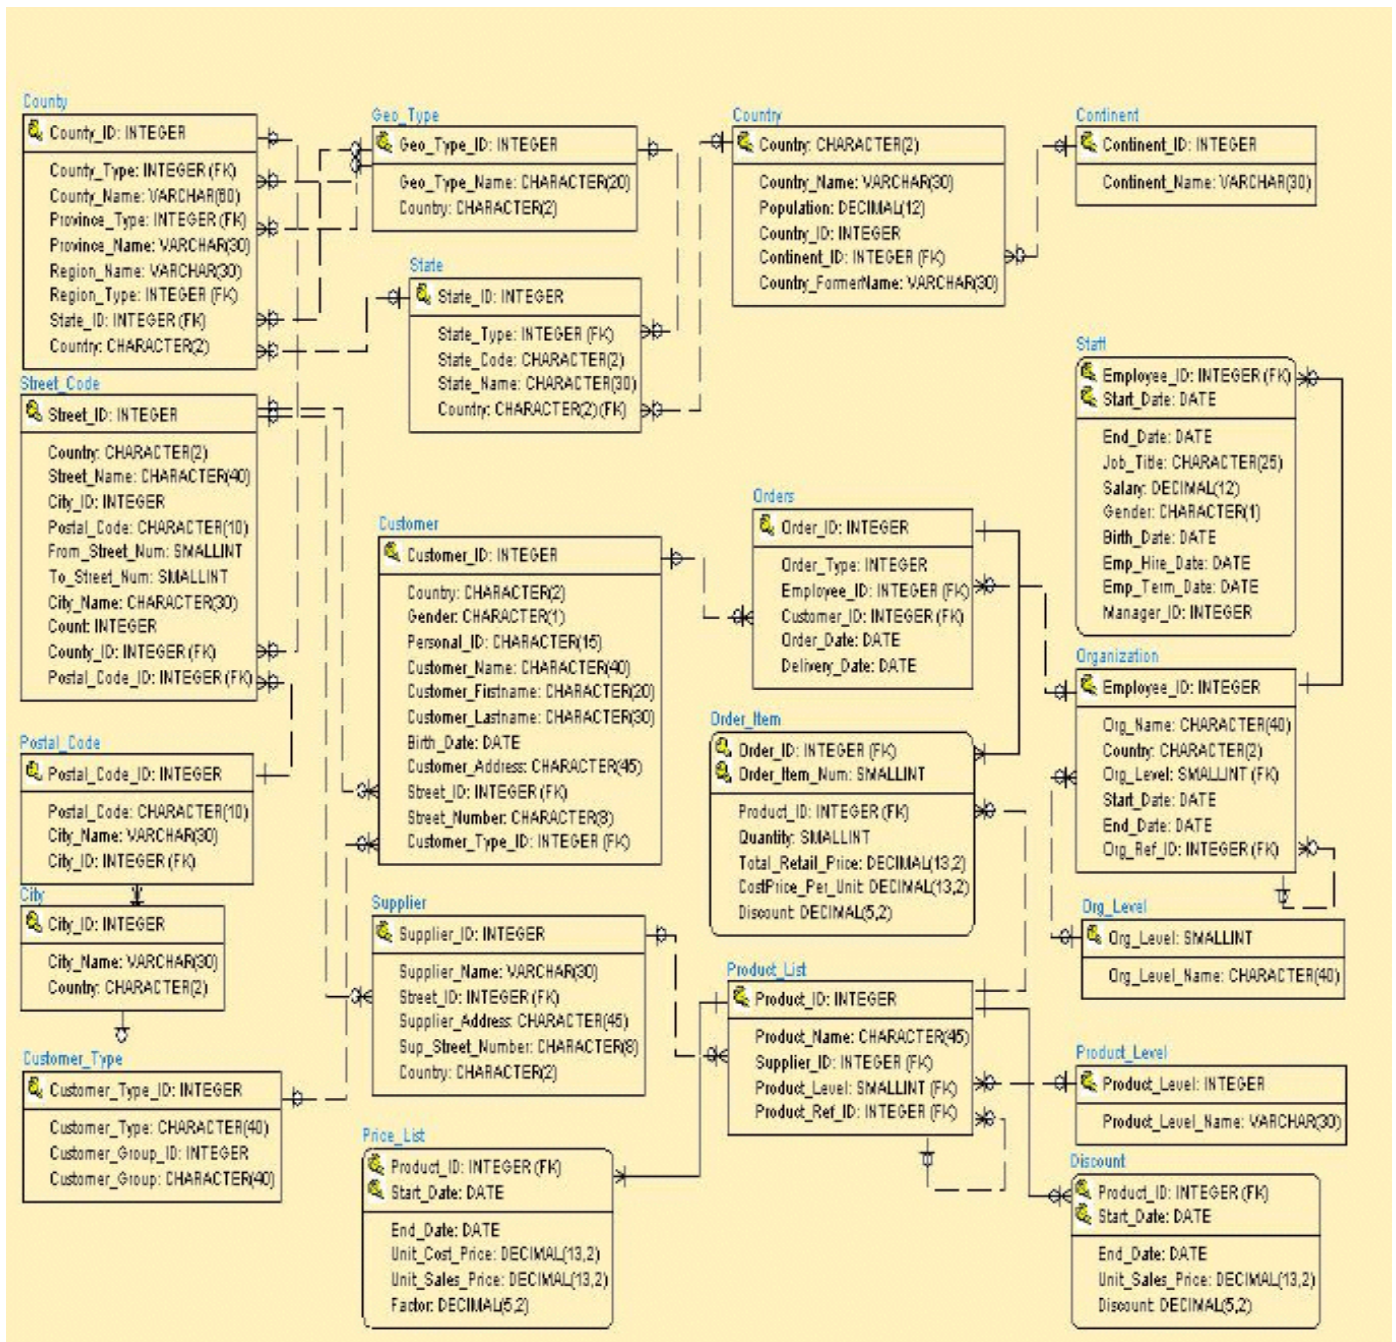 County
County_ID: INTEGER
County_Type: INTEGER (FK)
County_Name: VARCHAR(60)
Province_Type: INTEGER (FK)
Province_Name: VARCHAR(30)
Region_Name: VARCHAR(30)
Region_Type: INTEGER (FK)
State_ID: INTEGER (FK)
Country: CHARACTER(2)
Geo_Type
Geo_Type_ID: INTEGER
Geo_Type_Name: CHARACTER(20)
Country: CHARACTER(2)
Country
Country: CHARACTER(2)
Country_Name: VARCHAR(30)
Population: DECIMAL(12)
Country_ID: INTEGER
Continent_ID: INTEGER (FK)
Country_FormerName: VARCHAR(30)
Continent
Continent_ID: INTEGER
Continent_Name: VARCHAR(30)
State
State_ID: INTEGER
State_Type: INTEGER (FK)
State_Code: CHARACTER(2)
State_Name: CHARACTER(30)
Country: CHARACTER(2) (FK)
Staff
Employee_ID: INTEGER (FK)
Start_Date: DATE
End_Date: DATE
Job_Title: CHARACTER(25)
Salary: DECIMAL(12)
Gender: CHARACTER(1)
Birth_Date: DATE
Emp_Hire_Date: DATE
Emp_Term_Date: DATE
Manager_ID: INTEGER
Street_Code
Street_ID: INTEGER
Country: CHARACTER(2)
Street_Name: CHARACTER(40)
City_ID: INTEGER
Postal_Code: CHARACTER(10)
From_Street_Num: SMALLINT
To_Street_Num: SMALLINT
City_Name: CHARACTER(30)
Count: INTEGER
County_ID: INTEGER (FK)
Postal_Code_ID: INTEGER (FK)
Customer
Customer_ID: INTEGER
Country: CHARACTER(2)
Gender: CHARACTER(1)
Personal_ID: CHARACTER(15)
Customer_Name: CHARACTER(40)
Customer_Firstname: CHARACTER(20)
Customer_Lastname: CHARACTER(30)
Birth_Date: DATE
Customer_Address: CHARACTER(45)
Street_ID: INTEGER (FK)
Street_Number: CHARACTER(8)
Customer_Type_ID: INTEGER (FK)
Orders
Order_ID: INTEGER
Order_Type: INTEGER
Employee_ID: INTEGER (FK)
Customer_ID: INTEGER (FK)
Order_Date: DATE
Delivery_Date: DATE
Organization
Employee_ID: INTEGER
Org_Name: CHARACTER(40)
Country: CHARACTER(2)
Org_Level: SMALLINT (FK)
Start_Date: DATE
End_Date: DATE
Org_Ref_ID: INTEGER (FK)
Order_Item
Order_ID: INTEGER (FK)
Order_Item_Num: SMALLINT
Product_ID: INTEGER (FK)
Quantity: SMALLINT
Total_Retail_Price: DECIMAL(13,2)
CostPrice_Per_Unit: DECIMAL(13,2)
Discount: DECIMAL(5,2)
Postal_Code
Postal_Code_ID: INTEGER
Postal_Code: CHARACTER(10)
City_Name: VARCHAR(30)
City_ID: INTEGER (FK)
City
City_ID: INTEGER
City_Name: VARCHAR(30)
Country: CHARACTER(2)
Supplier
Supplier_ID: INTEGER
Supplier_Name: VARCHAR(30)
Street_ID: INTEGER (FK)
Supplier_Address: CHARACTER(45)
Sup_Street_Number: CHARACTER(8)
Country: CHARACTER(2)
Org_Level
Org_Level: SMALLINT
Org_Level_Name: CHARACTER(40)
Product_List
Product_ID: INTEGER
Product_Name: CHARACTER(45)
Supplier_ID: INTEGER (FK)
Product_Level: SMALLINT (FK)
Product_Ref_ID: INTEGER (FK)
Product_Level
Product_Level: INTEGER
Product_Level_Name: VARCHAR(30)
Customer_Type
Customer_Type_ID: INTEGER
Customer_Type: CHARACTER(40)
Customer_Group_ID: INTEGER
Customer_Group: CHARACTER(40)
Price_List
Product_ID: INTEGER (FK)
Start_Date: DATE
End_Date: DATE
Unit_Cost_Price: DECIMAL(13,2)
Unit_Sales_Price: DECIMAL(13,2)
Factor: DECIMAL(5,2)
Discount
Product_ID: INTEGER (FK)
Start_Date: DATE
End_Date: DATE
Unit_Sales_Price: DECIMAL(13,2)
Discount: DECIMAL(5,2)